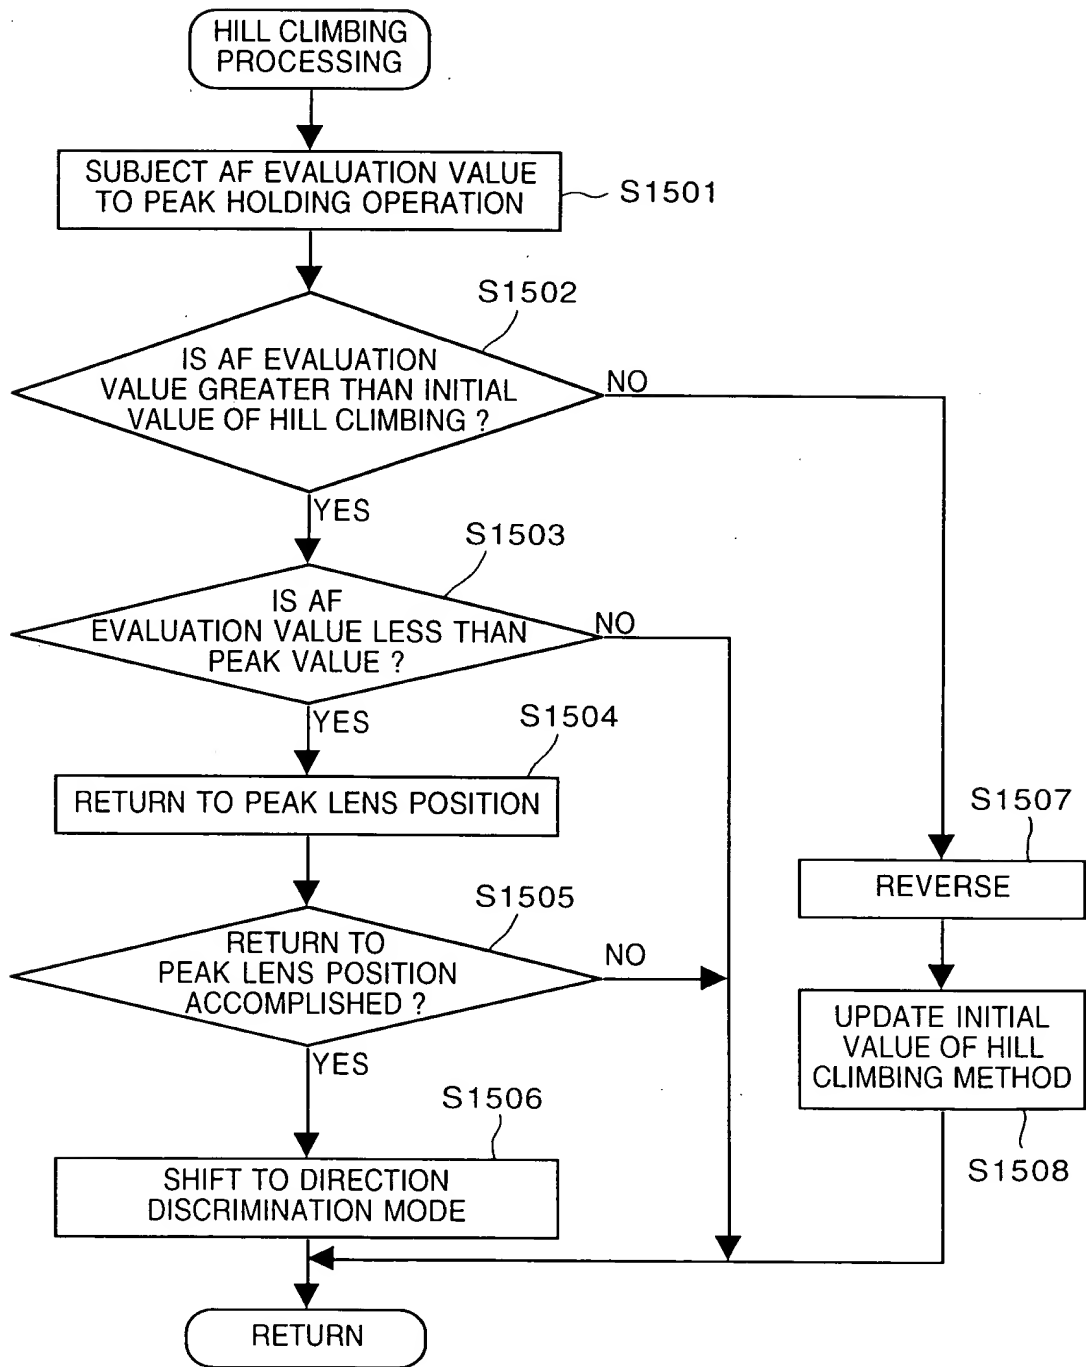 HILL CLIMBING
PROCESSING
SUBJECT AF EVALUATION VALUE
TO PEAK HOLDING OPERATION
S1501
S1502
IS AF EVALUATION
VALUE GREATER THAN INITIAL
VALUE OF HILL CLIMBING ?
NO
YES
S1503
IS AF
EVALUATION VALUE LESS THAN
PEAK VALUE ?
NO
YES
S1504
RETURN TO PEAK LENS POSITION
S1505
RETURN TO
PEAK LENS POSITION
ACCOMPLISHED ?
NO
YES
S1506
SHIFT TO DIRECTION
DISCRIMINATION MODE
S1507
REVERSE
UPDATE INITIAL
VALUE OF HILL
CLIMBING METHOD
S1508
RETURN